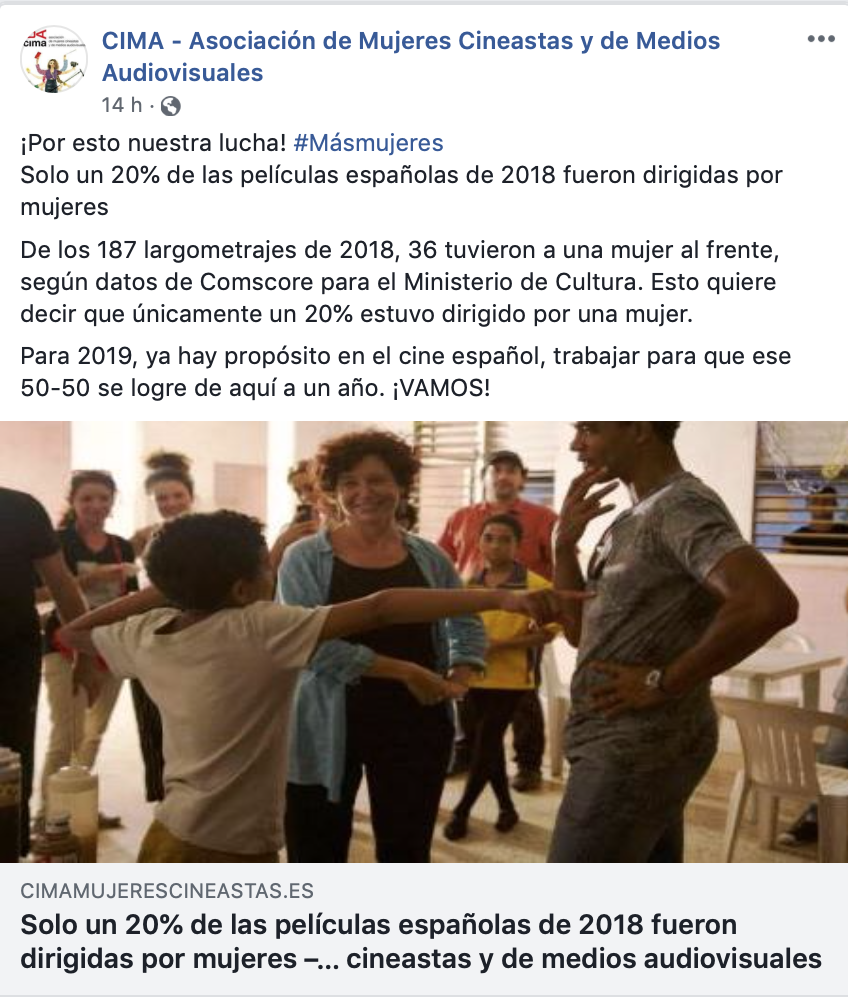 CIMA - Asociación de Mujeres Cineastas y de Medios
Audiovisuales
14 h ·
¡Por esto nuestra lucha! #Másmujeres
Solo un 20% de las películas españolas de 2018 fueron dirigidas por
mujeres
De los 187 largometrajes de 2018, 36 tuvieron a una mujer al frente,
según datos de Comscore para el Ministerio de Cultura. Esto quiere
decir que únicamente un 20% estuvo dirigido por una mujer.
Para 2019, ya hay propósito en el cine español, trabajar para que ese
50-50 se logre de aquí a un año. ¡VAMOS!
CIMAMUJERESCINEASTAS.ES
Solo un 20% de las películas españolas de 2018 fueron
dirigidas por mujeres –... cineastas y de medios audiovisuales